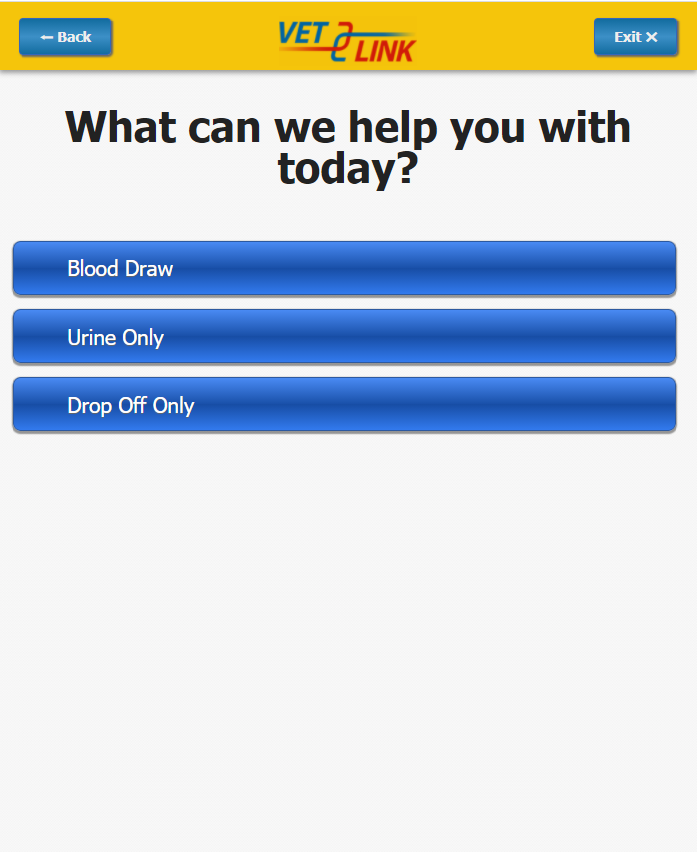 ← Back
VET LINK
Exit ×
What can we help you with
today?
Blood Draw
Urine Only
Drop Off Only